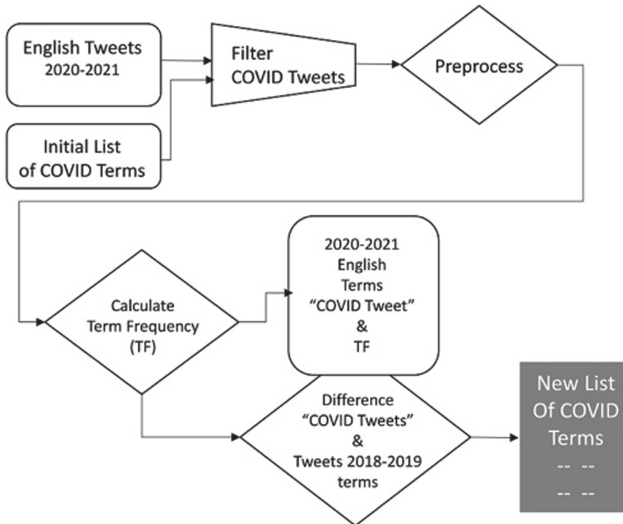 English Tweets
2020-2021
Filter
COVID Tweets
Preprocess
Initial List
of COVID Terms
Calculate
Term Frequency
(TF)
2020-2021
English
Terms
“COVID Tweet”
&
TF
Difference
“COVID Tweets”
&
Tweets 2018-2019
terms
New List
Of COVID
Terms
-- --
-- --